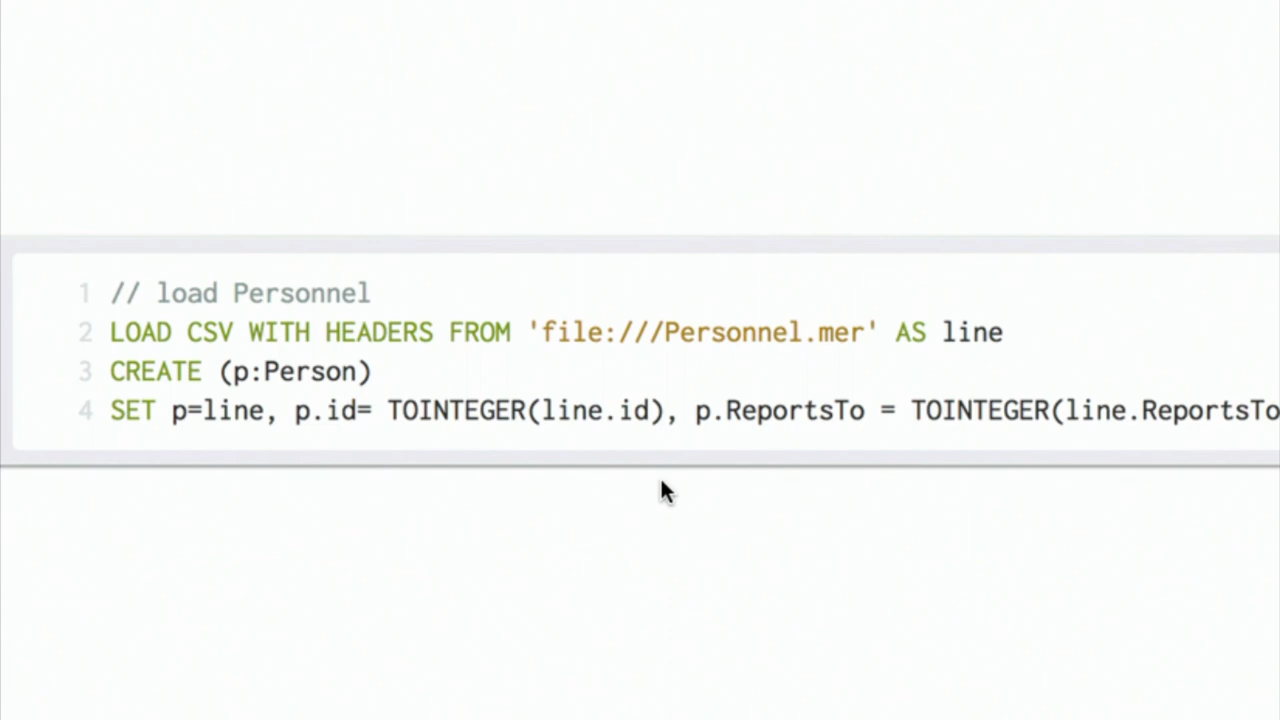 1 // load Personnel
2 LOAD CSV WITH HEADERS FROM 'file:///Personnel.mer' AS line
3 CREATE (p:Person)
4 SET p=line, p.id= TOINTEGER(line.id), p.ReportsTo = TOINTEGER(line.ReportsTo